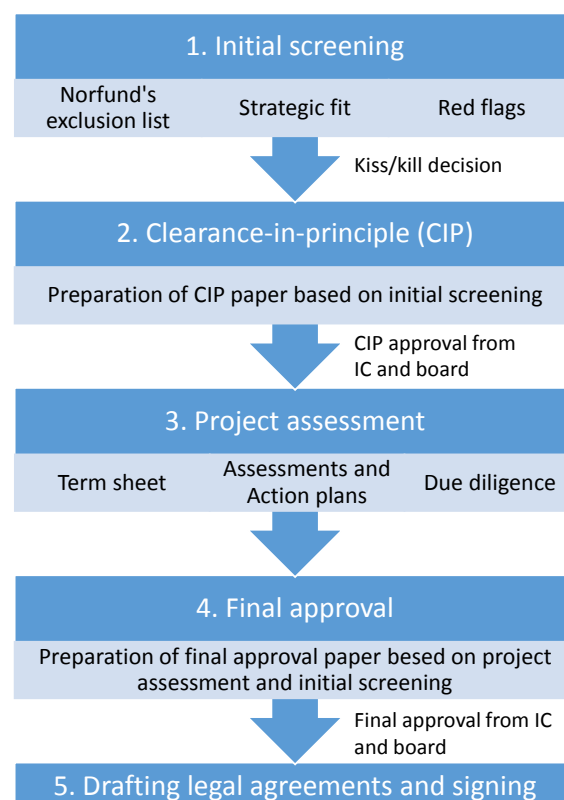 1. Initial screening
Norfund's
exclusion list
Strategic fit
Red flags
Kiss/kill decision
2. Clearance-in-principle (CIP)
Preparation of CIP paper based on initial screening
CIP approval from
IC and board
3. Project assessment
Term sheet
Assessments and
Action plans
Due diligence
4. Final approval
Preparation of final approval paper besed on project
assessment and initial screening
Final approval from IC
and board
5. Drafting legal agreements and signing